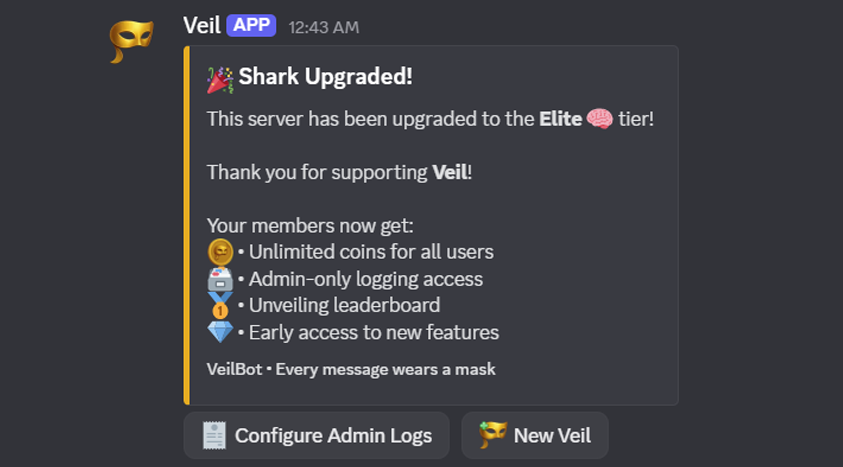 Veil APP 12:43 AM
Shark Upgraded!
This server has been upgraded to the Elite tier!
Thank you for supporting Veil!
Your members now get:
• Unlimited coins for all users
• Admin-only logging access
• Unveiling leaderboard
• Early access to new features
VeilBot • Every message wears a mask
Configure Admin Logs
New Veil